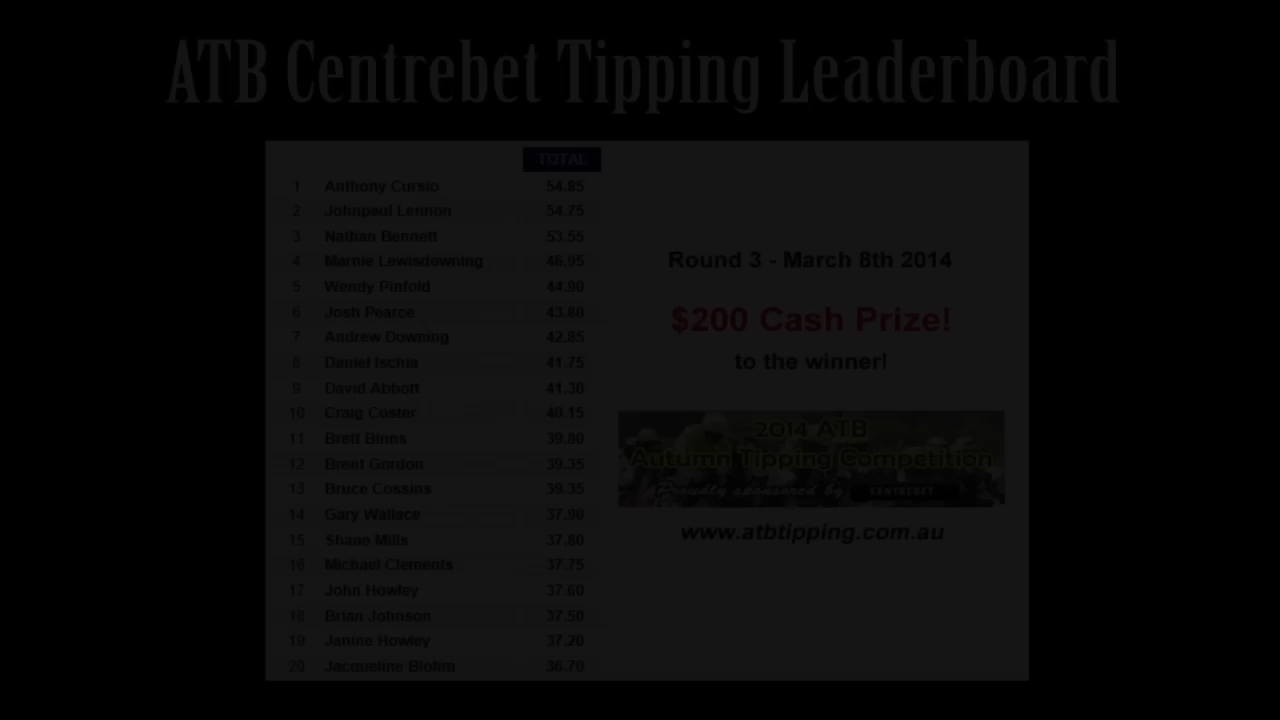 ATB Centrebet Tipping Leaderboard
TOTAL
1 Anthony Cursio 54.85
2 Johnpaul Lennon 54.75
3 Nathan Bennett 53.55
4 Marnie Lewisdowning 46.95
5 Wendy Pinfold 44.90
6 Josh Pearce 43.80
7 Andrew Downing 42.85
8 Daniel Ischia 41.75
9 David Abbott 41.30
10 Craig Coster 40.15
11 Brett Binns 39.80
12 Brent Gordon 39.35
13 Bruce Cossins 39.35
14 Gary Wallace 37.90
15 Shane Mills 37.80
16 Michael Clements 37.75
17 John Howley 37.60
18 Brian Johnson 37.50
19 Janine Howley 37.20
20 Jacqueline Blohm 36.70
Round 3 - March 8th 2014
$200 Cash Prize!
to the winner!
2014 ATB
Autumn Tipping Competition
Proudly sponsored by CENTREBET
www.atbtipping.com.au